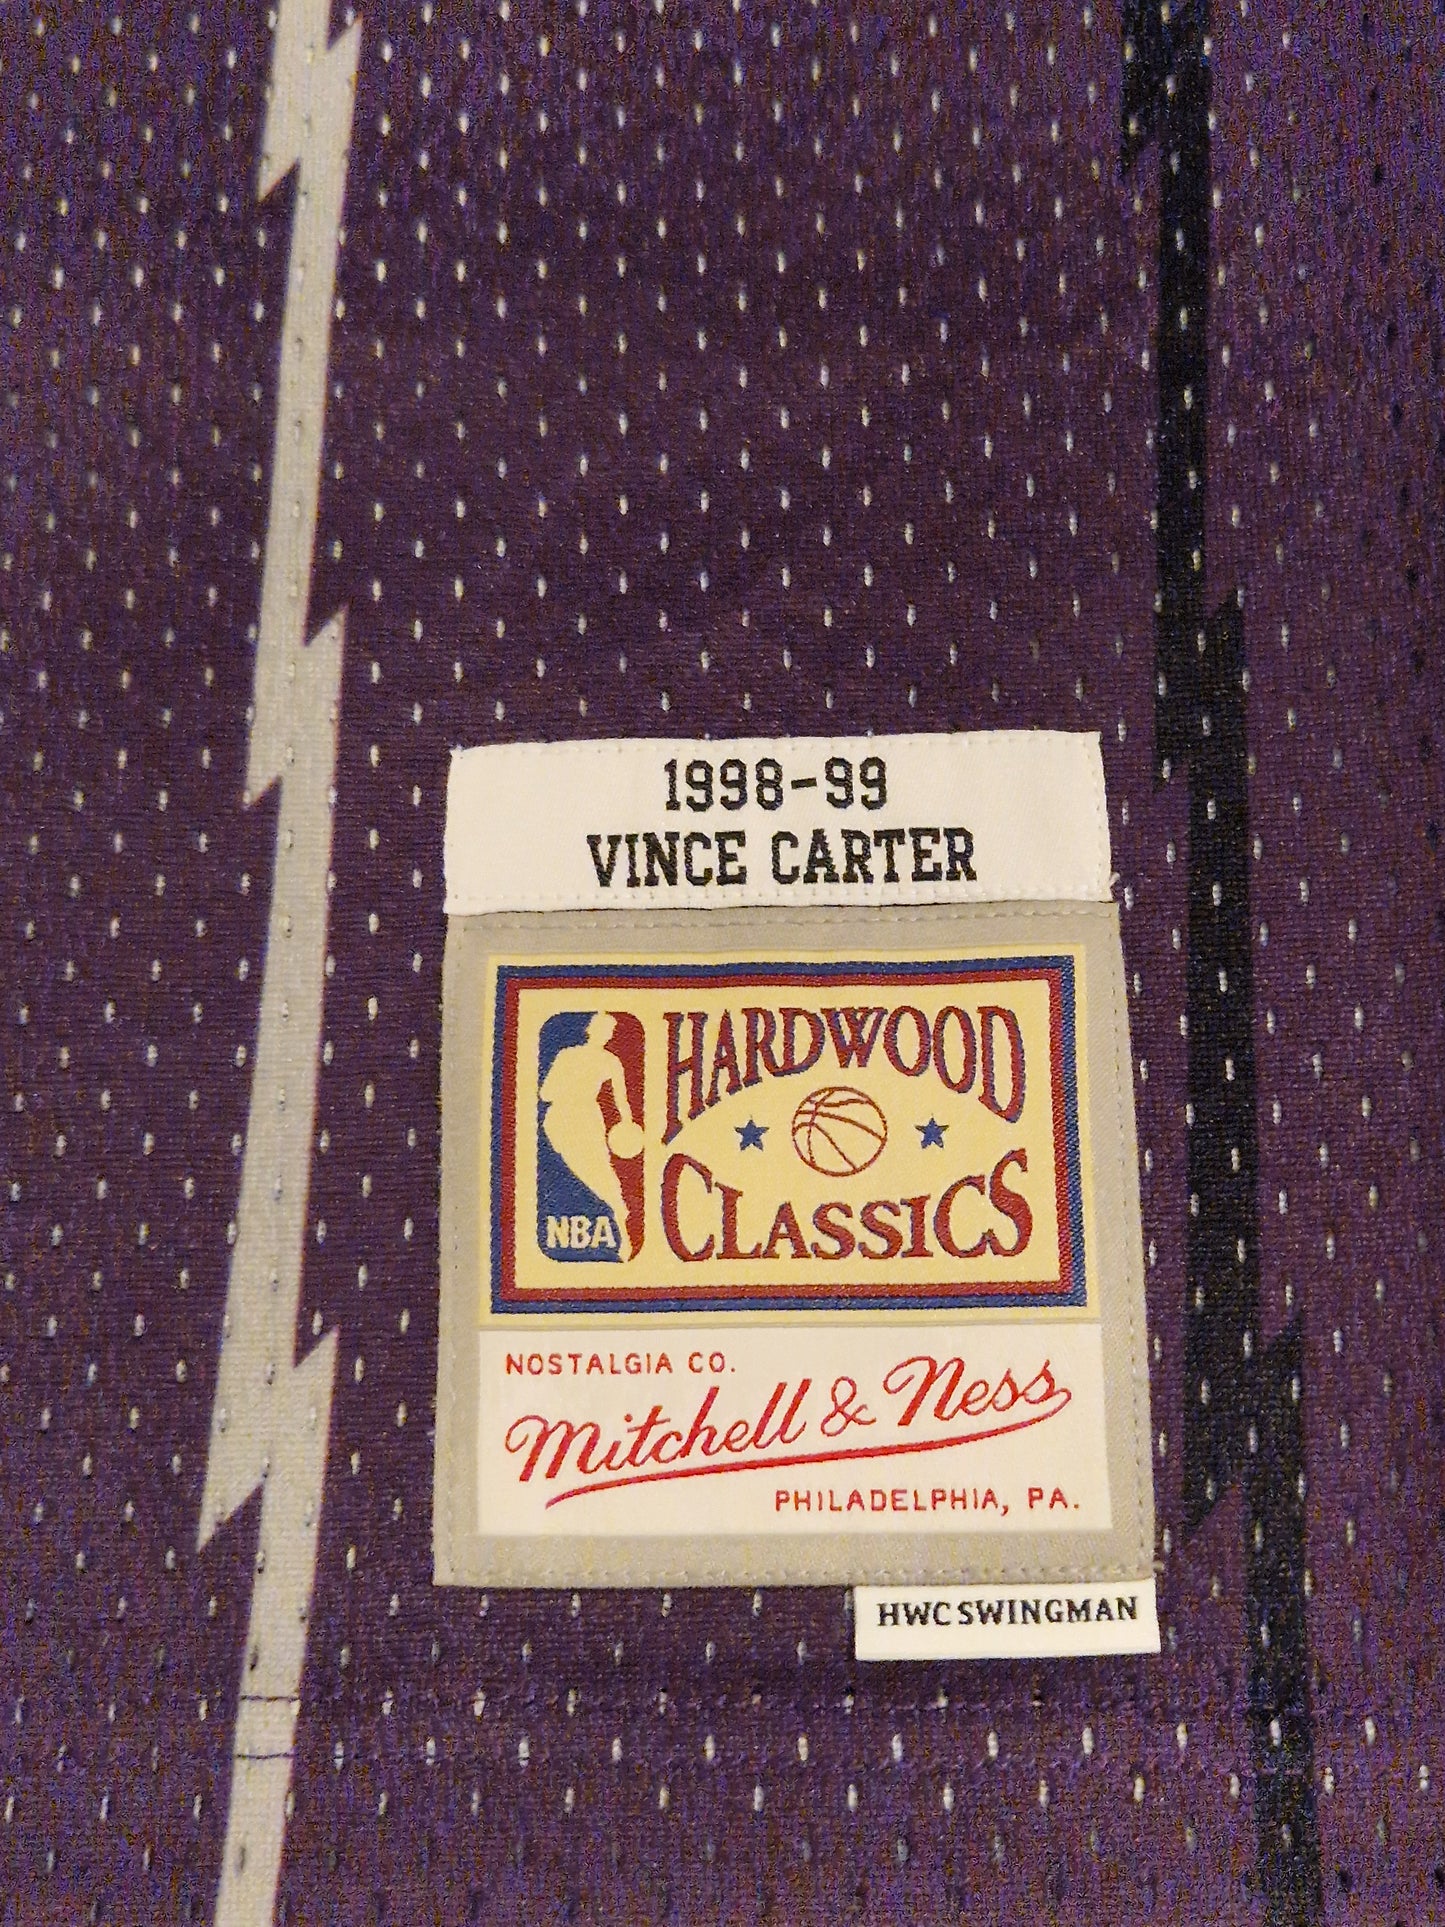 1998-99
VINCE CARTER
HARDWOOD
CLASSICS
NBA
NOSTALGIA CO.
Mitchell & Ness
PHILADELPHIA, PA.
HWC SWINGMAN